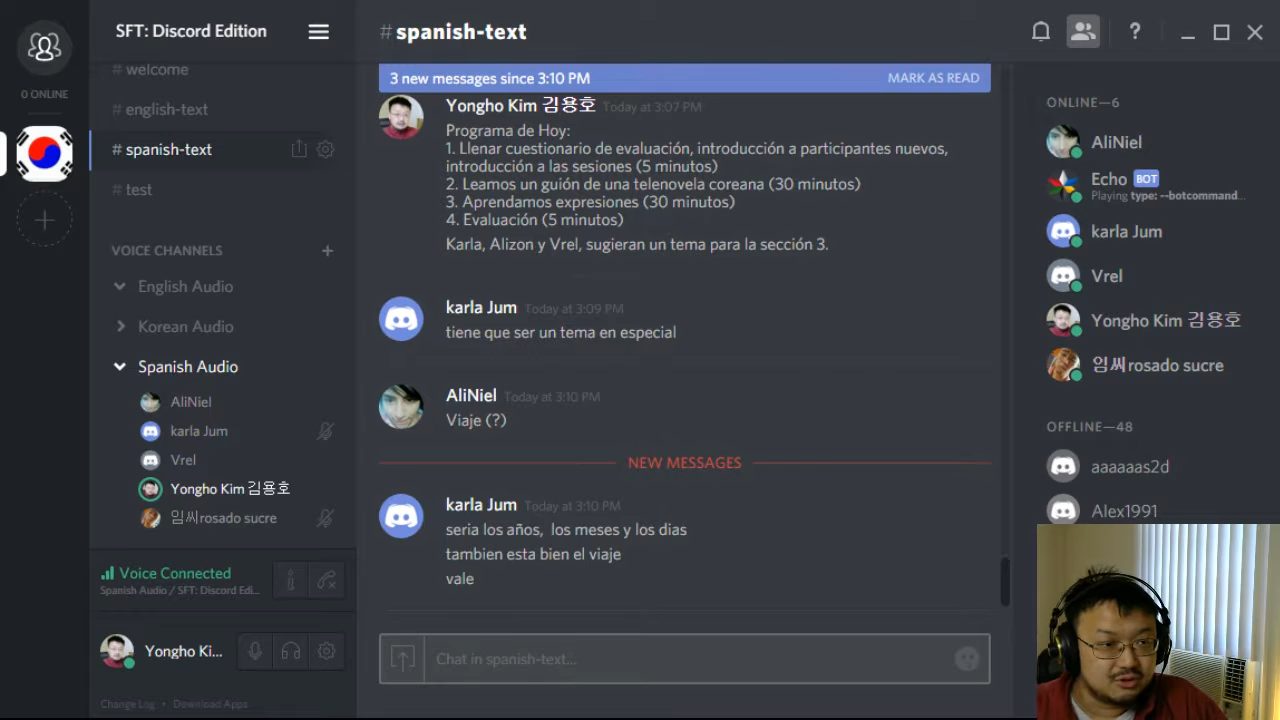 0 ONLINE
SFT: Discord Edition
# welcome
# english-text
# spanish-text
# test
VOICE CHANNELS +
English Audio
Korean Audio
Spanish Audio
AliNiel
karla Jum
Vrel
Yongho Kim 김용호
임씨rosado sucre
Voice Connected
Spanish Audio / SFT: Discord Edi...
Yongho Ki...
Change Log • Download Apps
# spanish-text
?
3 new messages since 3:10 PM MARK AS READ
Yongho Kim 김용호 Today at 3:07 PM
Programa de Hoy:
1. Llenar cuestionario de evaluación, introducción a participantes nuevos,
introducción a las sesiones (5 minutos)
2. Leamos un guión de una telenovela coreana (30 minutos)
3. Aprendamos expresiones (30 minutos)
4. Evaluación (5 minutos)
Karla, Alizon y Vrel, sugieran un tema para la sección 3.
karla Jum Today at 3:09 PM
tiene que ser un tema en especial
AliNiel Today at 3:10 PM
Viaje (?)
NEW MESSAGES
karla Jum Today at 3:10 PM
seria los años, los meses y los dias
tambien esta bien el viaje
vale
Chat in spanish-text...
ONLINE—6
AliNiel
Echo BOT
Playing type: --botcommand...
karla Jum
Vrel
Yongho Kim 김용호
임씨rosado sucre
OFFLINE—48
aaaaaas2d
Alex1991